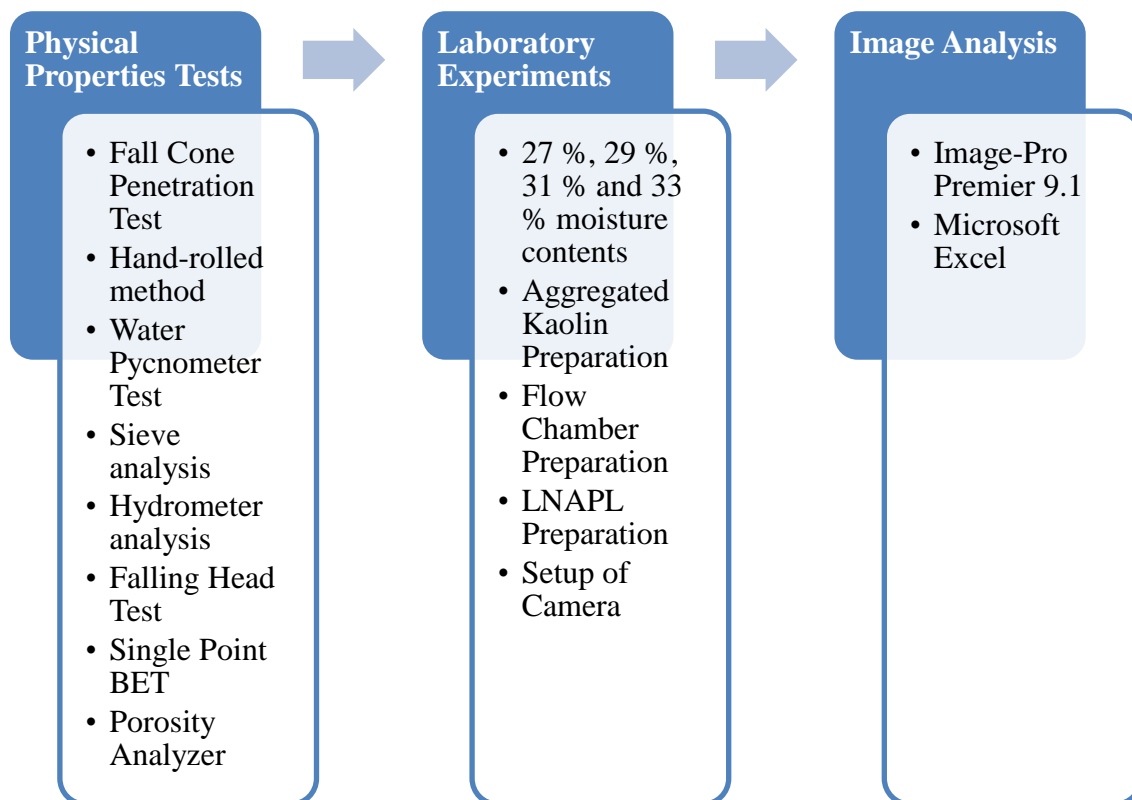 Physical
Properties Tests
• Fall Cone
Penetration
Test
• Hand-rolled
method
• Water
Pycnometer
Test
• Sieve
analysis
• Hydrometer
analysis
• Falling Head
Test
• Single Point
BET
• Porosity
Analyzer
Laboratory
Experiments
• 27 %, 29 %,
31 % and 33
% moisture
contents
• Aggregated
Kaolin
Preparation
• Flow
Chamber
Preparation
• LNAPL
Preparation
• Setup of
Camera
Image Analysis
• Image-Pro
Premier 9.1
• Microsoft
Excel